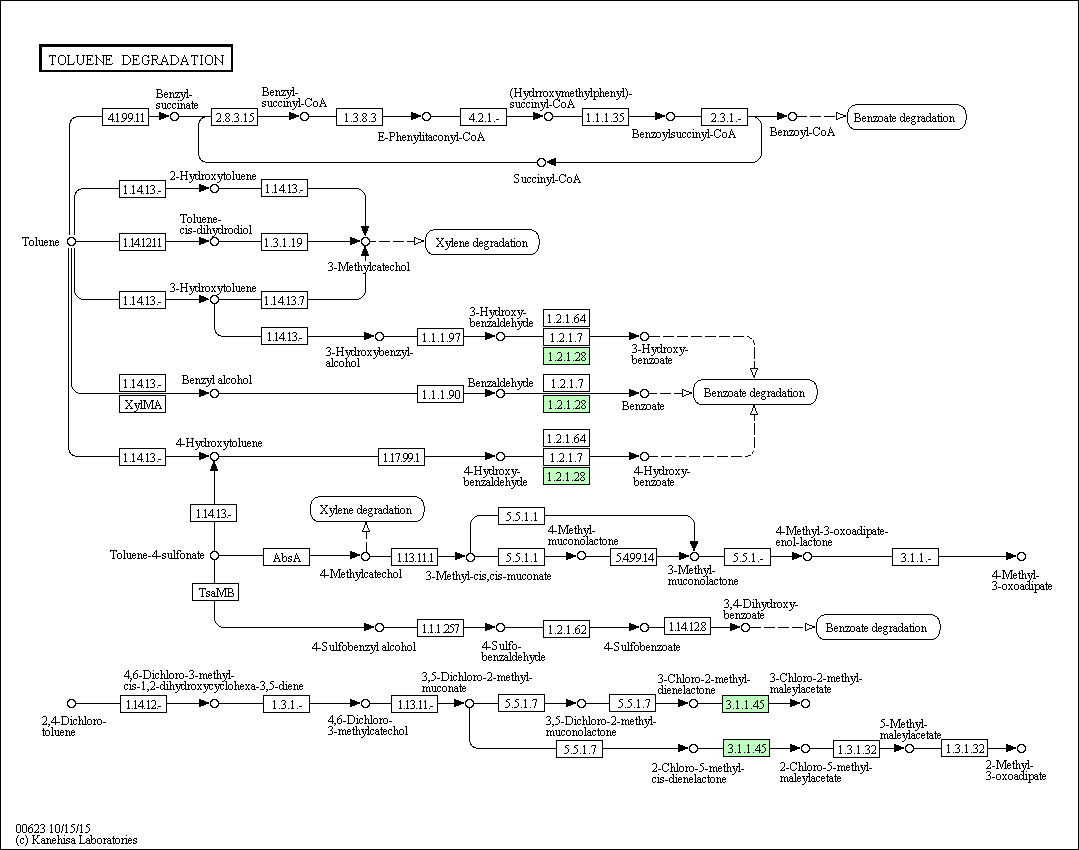 TOLUENE DEGRADATION
Benzyl-
succinate
Benzyl-
succinyl-CoA
(Hydrroxymethylphenyl)-
succinyl-CoA
4.1.99.11
2.8.3.15
1.3.8.3
4.2.1.-
1.1.1.35
2.3.1.-
Benzoate degradation
E-Phenylitaconyl-CoA
Benzoylsuccinyl-CoA
Benzoyl-CoA
Succinyl-CoA
2-Hydroxytoluene
1.14.13.-
1.14.13.-
Toluene-
cis-dihydrodiol
Toluene
1.14.12.11
1.3.1.19
Xylene degradation
3-Methylcatechol
3-Hydroxytoluene
1.14.13.-
1.14.13.7
3-Hydroxy-
benzaldehyde
1.2.1.64
1.14.13.-
1.1.1.97
1.2.1.7
1.2.1.28
3-Hydroxybenzyl-
alcohol
3-Hydroxy-
benzoate
1.14.13.-
XylMA
Benzyl alcohol
1.1.1.90
Benzaldehyde
1.2.1.7
1.2.1.28
Benzoate
Benzoate degradation
4-Hydroxytoluene
1.14.13.-
1.17.99.1
1.2.1.64
1.2.1.7
1.2.1.28
4-Hydroxy-
benzaldehyde
4-Hydroxy-
benzoate
1.14.13.-
Xylene degradation
5.5.1.1
4-Methyl-
muconolactone
4-Methyl-3-oxoadipate-
enol-lactone
Toluene-4-sulfonate
AbsA
1.13.11.1
5.5.1.1
5.4.99.14
5.5.1.-
3.1.1.-
4-Methylcatechol
3-Methyl-cis,cis-muconate
3-Methyl-
muconolactone
4-Methyl-
3-oxoadipate
TsaMB
3,4-Dihydroxy-
benzoate
1.1.1.257
1.2.1.62
1.14.12.8
Benzoate degradation
4-Sulfobenzyl alcohol
4-Sulfo-
benzaldehyde
4-Sulfobenzoate
4,6-Dichloro-3-methyl-
cis-1,2-dihydroxycyclohexa-3,5-diene
3,5-Dichloro-2-methyl-
muconate
3-Chloro-2-methyl-
dienelactone
3-Chloro-2-methyl-
maleylacetate
1.14.12.-
1.3.1.-
1.13.11.-
5.5.1.7
5.5.1.7
3.1.1.45
2,4-Dichloro-
toluene
4,6-Dichloro-
3-methylcatechol
3,5-Dichloro-2-methyl-
muconolactone
5-Methyl-
maleylacetate
5.5.1.7
3.1.1.45
1.3.1.32
1.3.1.32
2-Chloro-5-methyl-
cis-dienelactone
2-Chloro-5-methyl-
maleylacetate
2-Methyl-
3-oxoadipate
00623 10/15/15
(c) Kanehisa Laboratories